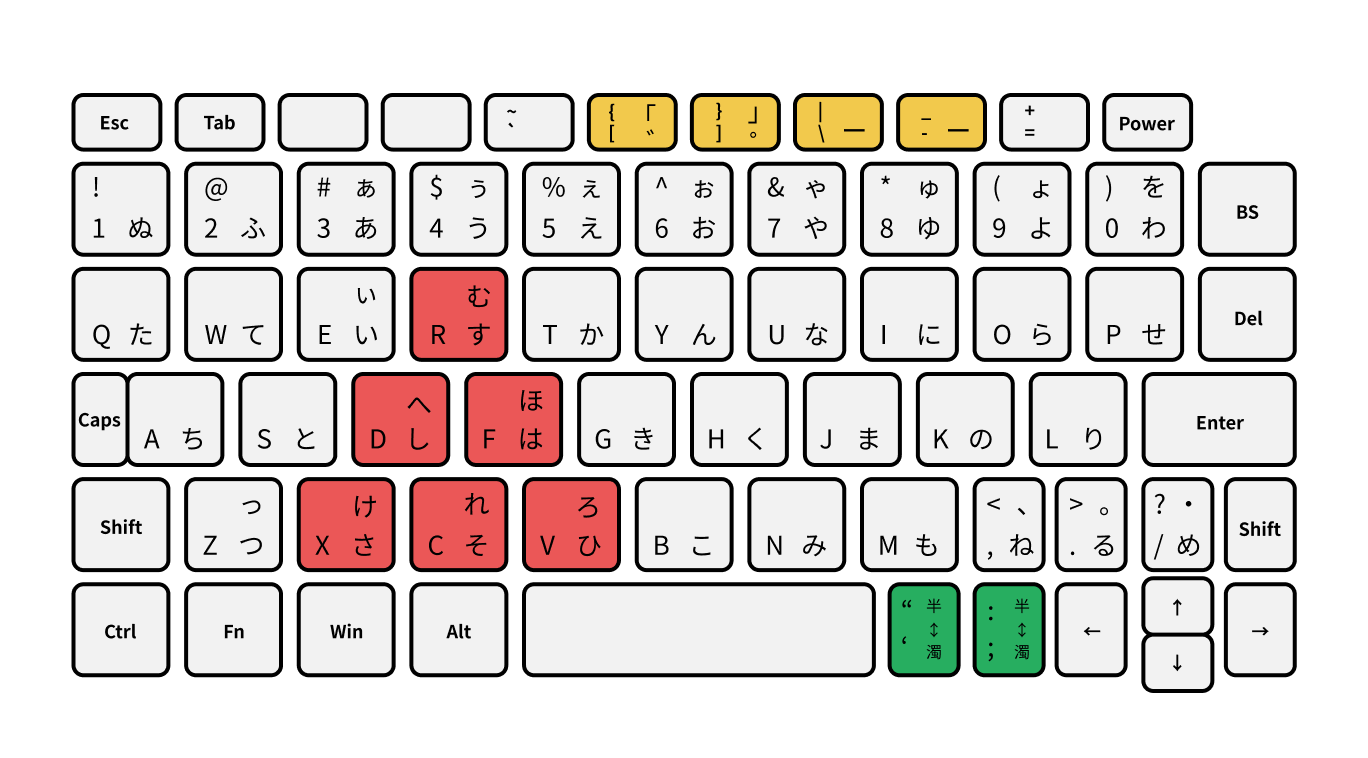 Esc Tab ~ ` { 「 [ ゛ } 」 ] ゜ | \ ー _ - ー + = Power
! 1 ぬ @ 2 ふ # ぁ 3 あ $ ぅ 4 う % ぇ 5 え ^ ぉ 6 お & ゃ 7 や * ゅ 8 ゆ ( ょ 9 よ ) を 0 わ BS
Q た W て ぃ E い む R す T か Y ん U な I に O ら P せ Del
Caps A ち S と へ D し ほ F は G き H く J ま K の L り Enter
Shift っ Z つ け X さ れ C そ ろ V ひ B こ N み M も < 、 , ね > 。 . る ? ・ / め Shift
Ctrl Fn Win Alt “ 半 ↕ ‘ 濁 : 半 ↕ ; 濁 ← ↑ ↓ →